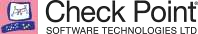 Check Point
SOFTWARE TECHNOLOGIES LTD